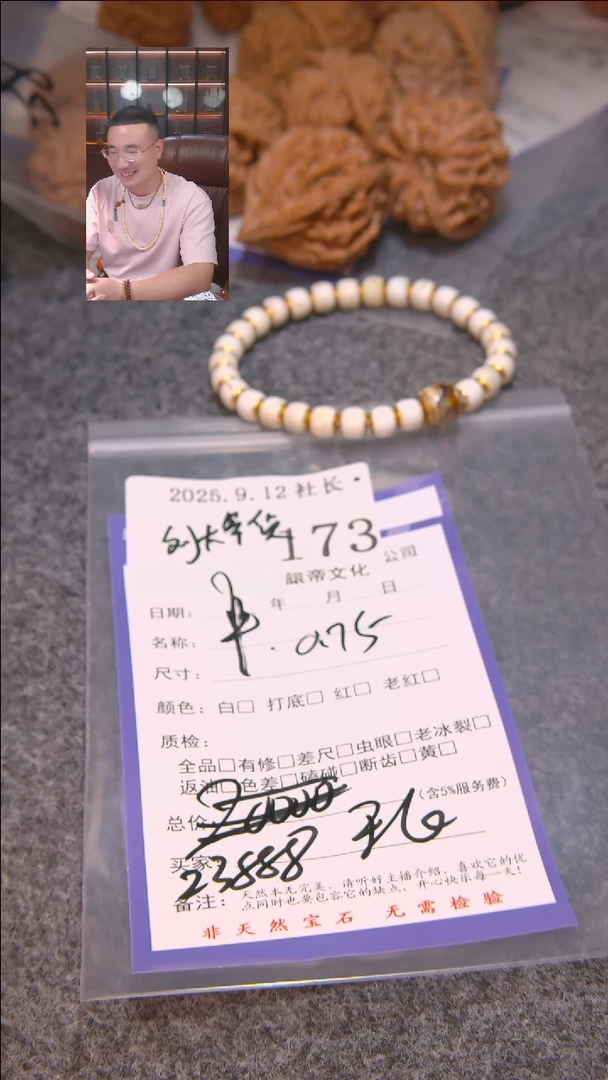 2025.9.12社长
173
公司
韻帝文化
日期： 年 月 日
名称：
0.75
尺寸：
颜色：白□ 打底□ 红□ 老红□
质检：
全品□有修□差尺□虫眼□老冰裂□
返油□色差□磕碰□断齿□黄□
总价
（含5%服务费）
买家
23888
备注：
天然本无完美，请听好主播介绍，喜欢它的优
点同时也要包容它的缺点，开心快乐每一天！
非天然宝石 无需检验